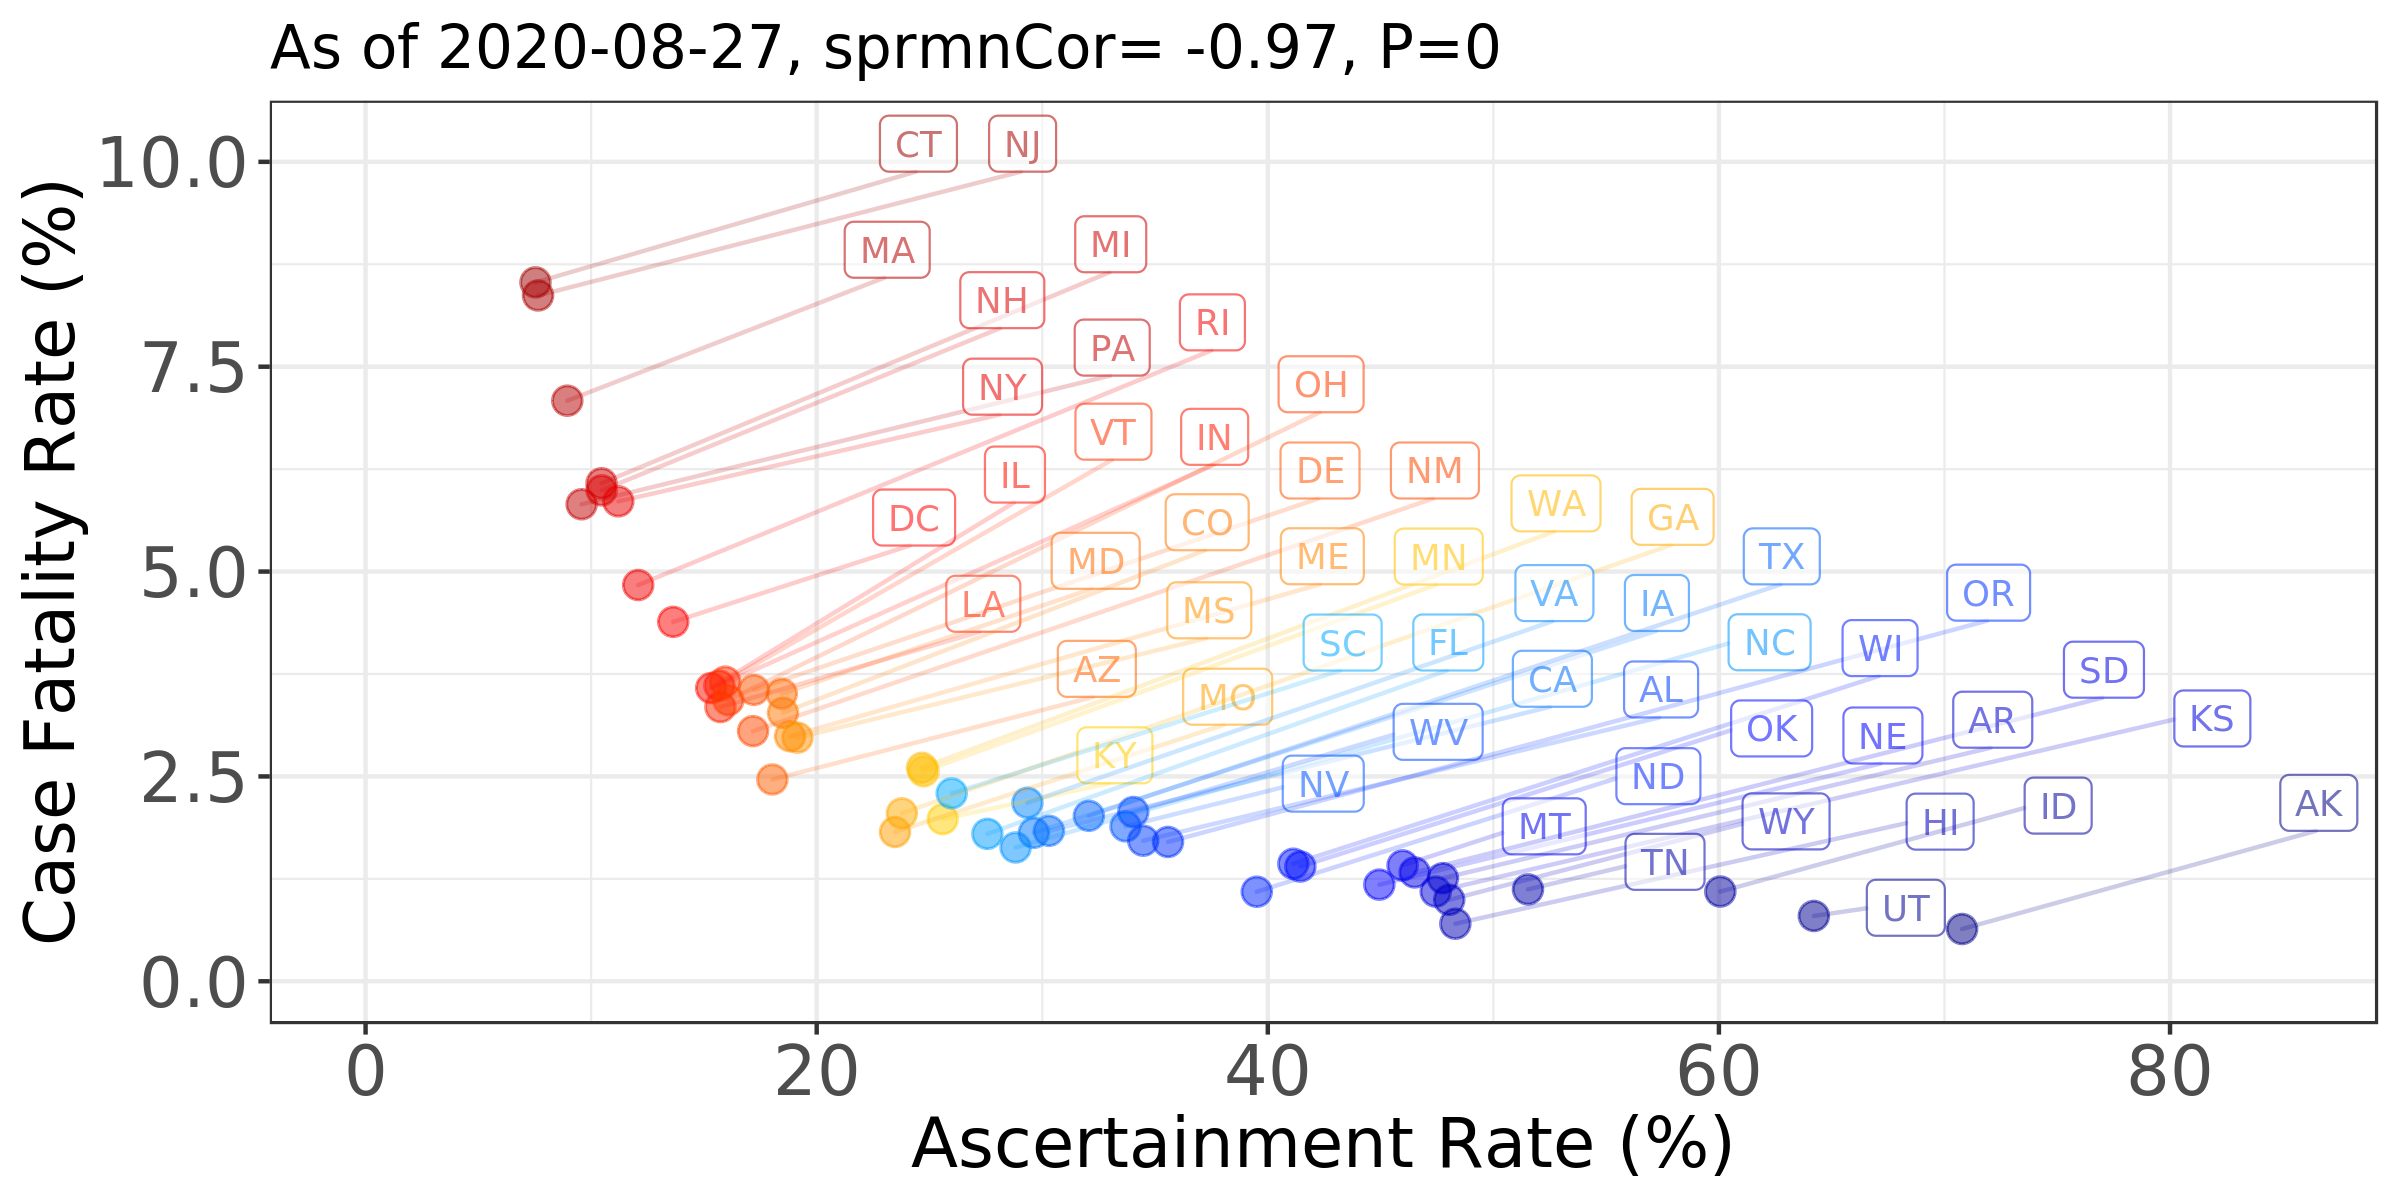 As of 2020-08-27, sprmnCor= -0.97, P=0
Case Fatality Rate (%)
10.0
7.5
5.0
2.5
0.0
CT NJ
MA MI
NH RI
PA
NY OH
VT IN
IL DE NM
DC CO WA GA
MD ME MN TX
LA MS VA IA OR
SC FL NC WI
AZ MO CA AL SD
KY WV OK NE AR KS
NV ND
MT WY HI ID AK
TN
UT
0 20 40 60 80
Ascertainment Rate (%)